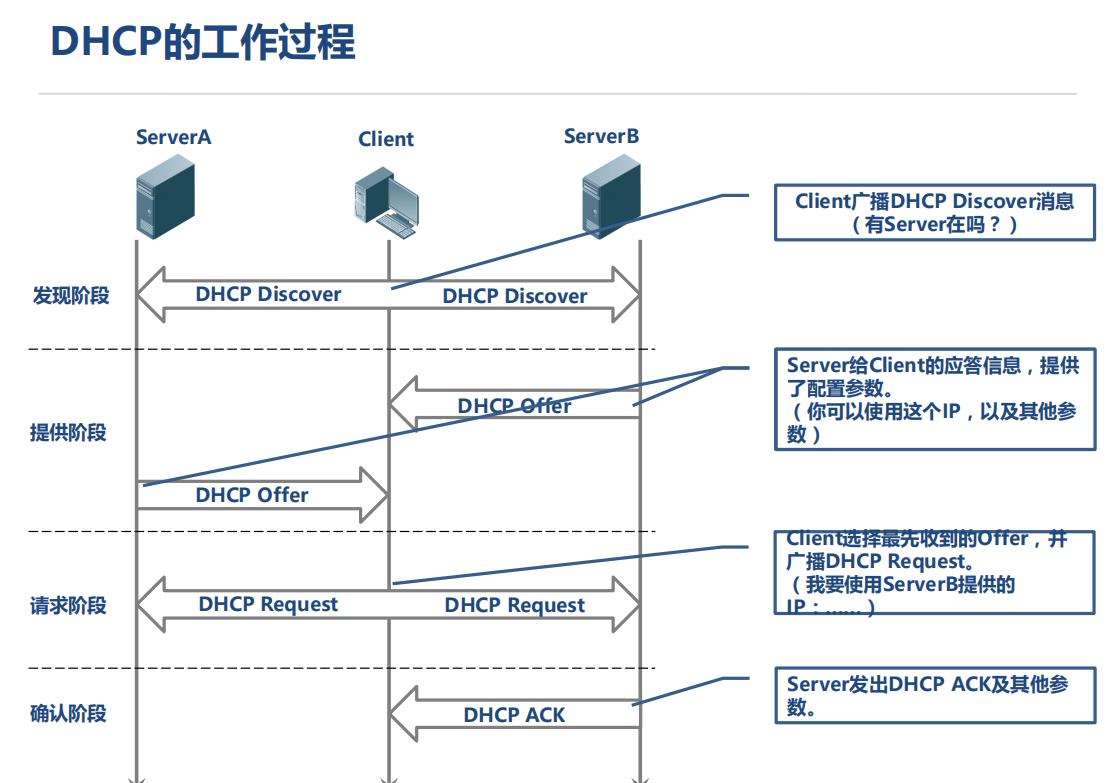 DHCP的工作过程
ServerA
Client
ServerB
Client广播DHCP Discover消息
（有Server在吗？）
发现阶段
DHCP Discover
DHCP Discover
Server给Client的应答信息，提供
了配置参数。
（你可以使用这个IP，以及其他参
数）
提供阶段
DHCP Offer
DHCP Offer
Client选择最先收到的Offer，并
广播DHCP Request。
（我要使用ServerB提供的
IP：……）
请求阶段
DHCP Request
DHCP Request
Server发出DHCP ACK及其他参
数。
确认阶段
DHCP ACK